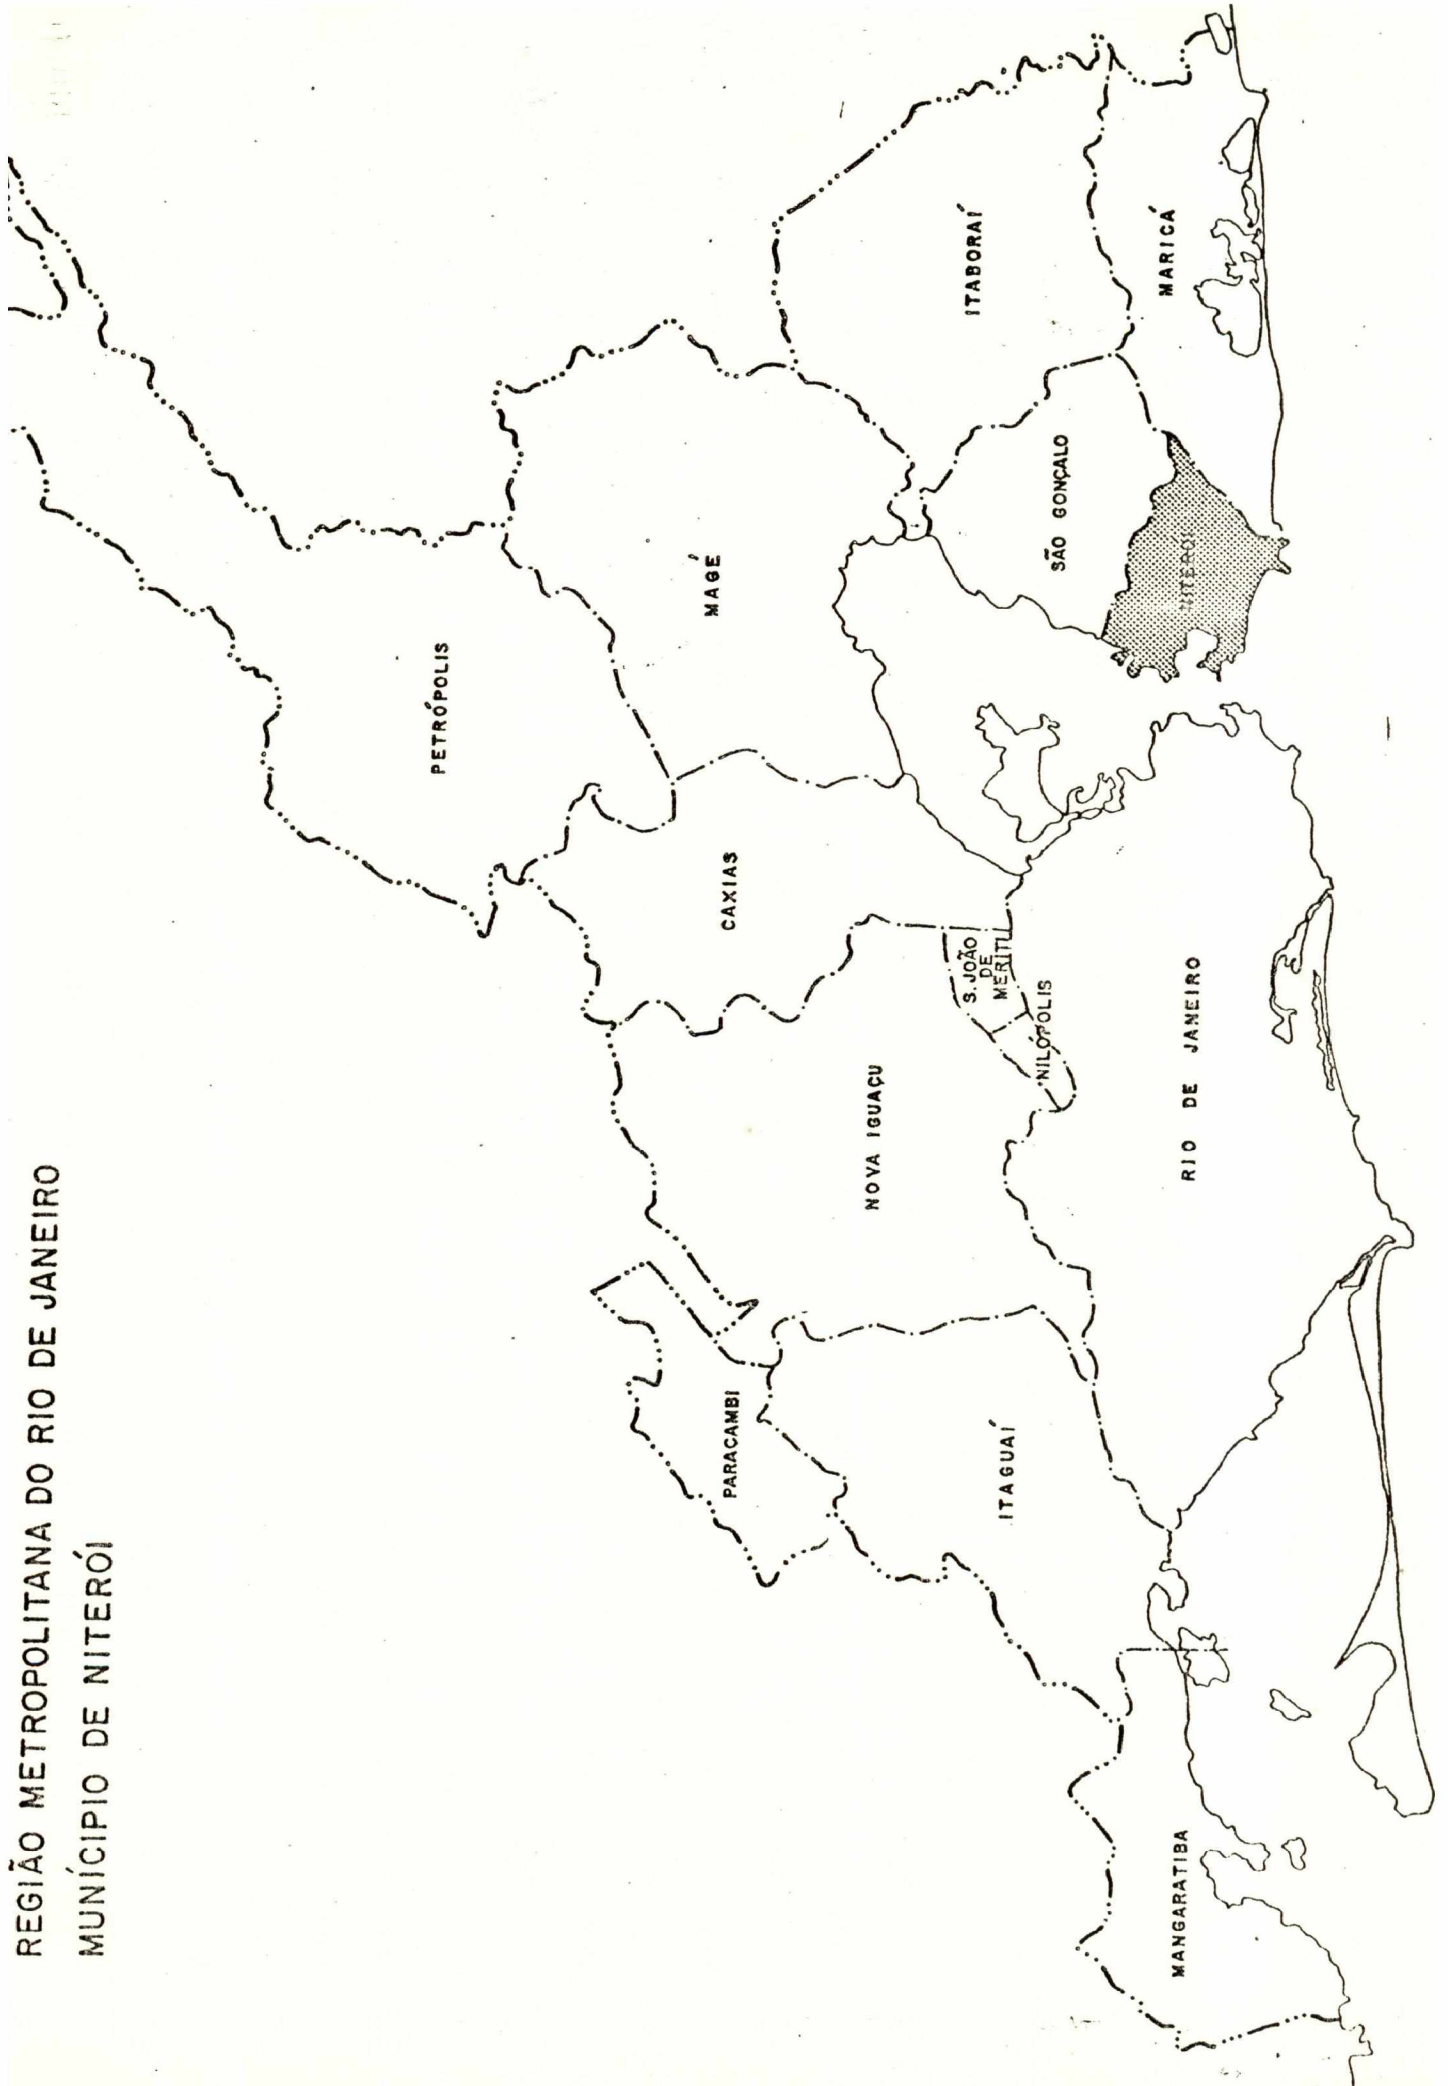 REGIÃO METROPOLITANA DO RIO DE JANEIRO
MUNÍCIPIO DE NITERÓI
PETRÓPOLIS
MAGÉ
CAXIAS
PARACAMBI
NOVA IGUAÇU
S. JOÃO
DE
MERITI
NILÓPOLIS
ITABORAÍ
SÃO GONÇALO
MARICÁ
NITERÓI
ITAGUAÍ
RIO DE JANEIRO
MANGARATIBA